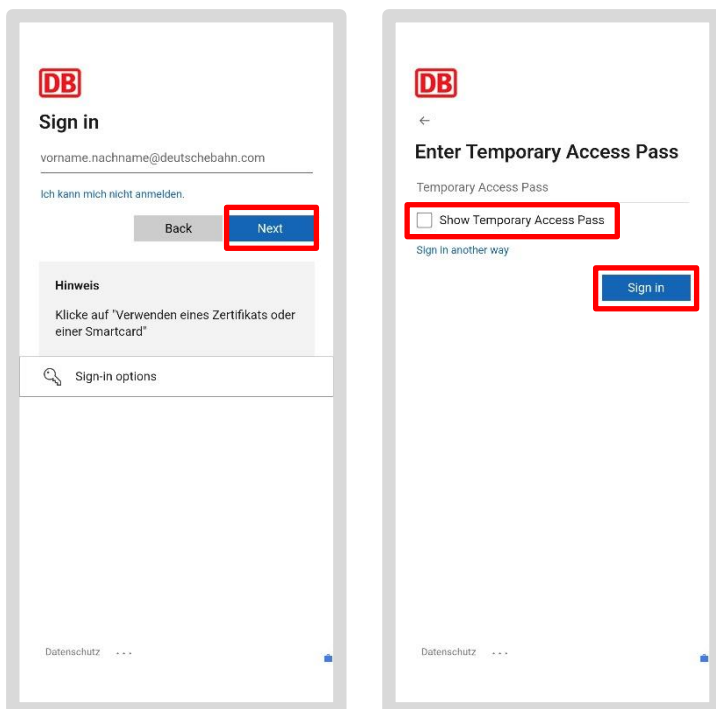 DB
Sign in
vorname.nachname@deutschebahn.com
Ich kann mich nicht anmelden.
Back
Next
Hinweis
Klicke auf "Verwenden eines Zertifikats oder
einer Smartcard"
Sign-in options
Datenschutz ...
DB
Enter Temporary Access Pass
Temporary Access Pass
Show Temporary Access Pass
Sign in another way
Sign in
Datenschutz ...